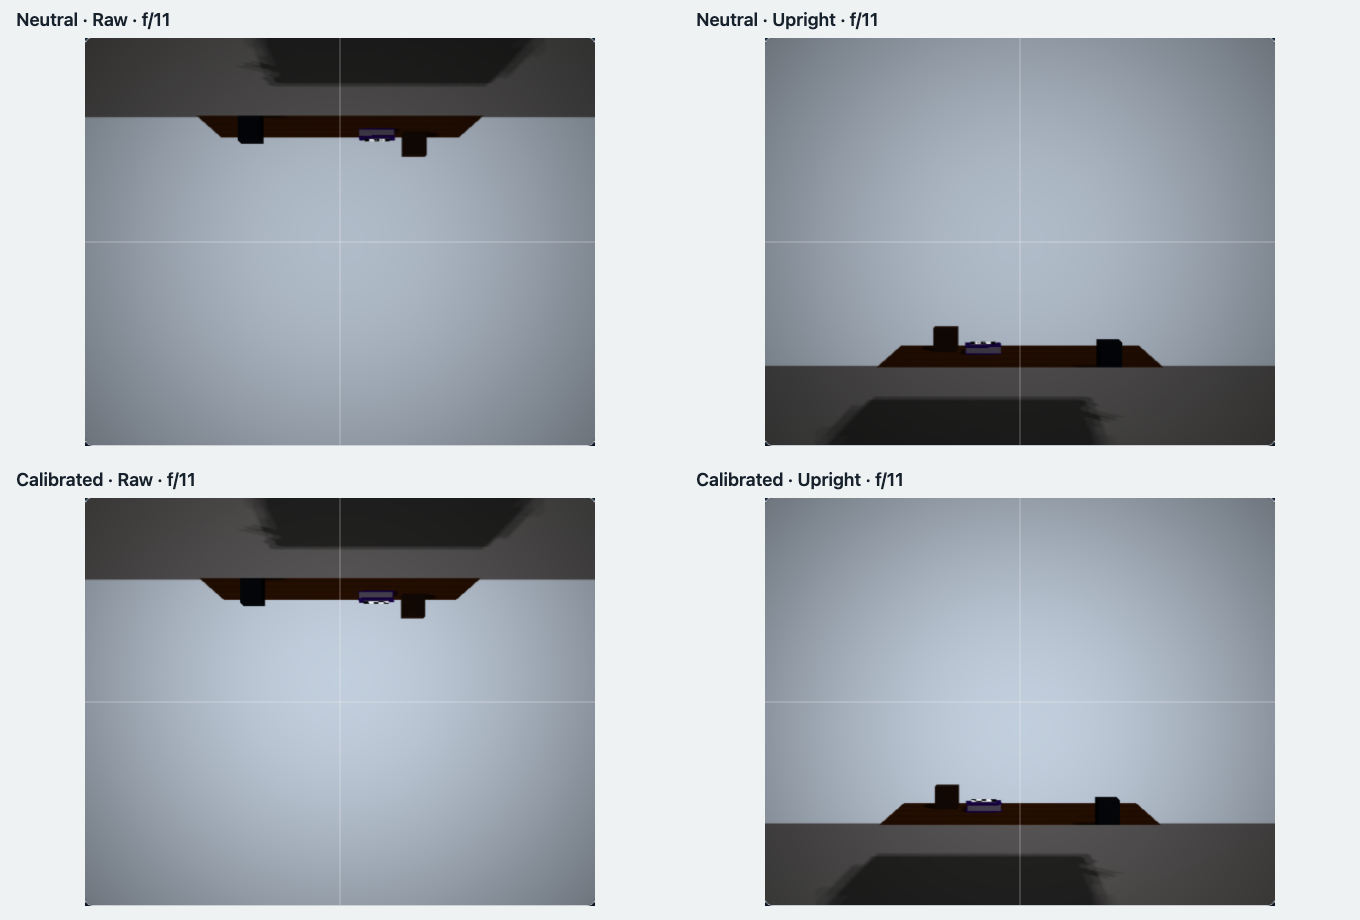 Neutral · Raw · f/11
Neutral · Upright · f/11
Calibrated · Raw · f/11
Calibrated · Upright · f/11